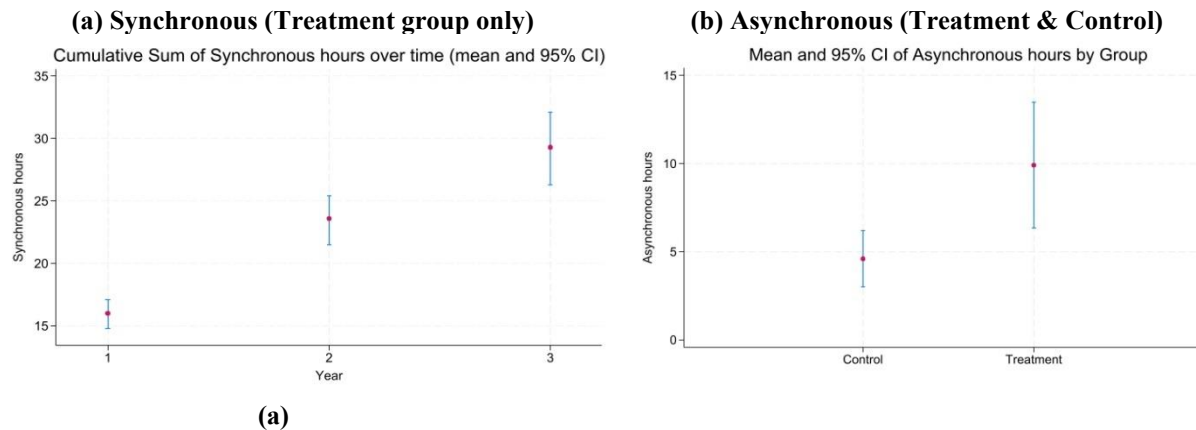 (a) Synchronous (Treatment group only)
Cumulative Sum of Synchronous hours over time (mean and 95% CI)
35
30
25
20
15
Synchronous hours
1 2 3
Year
(a)
(b) Asynchronous (Treatment & Control)
Mean and 95% CI of Asynchronous hours by Group
15
10
5
0
Asynchronous hours
Control Treatment